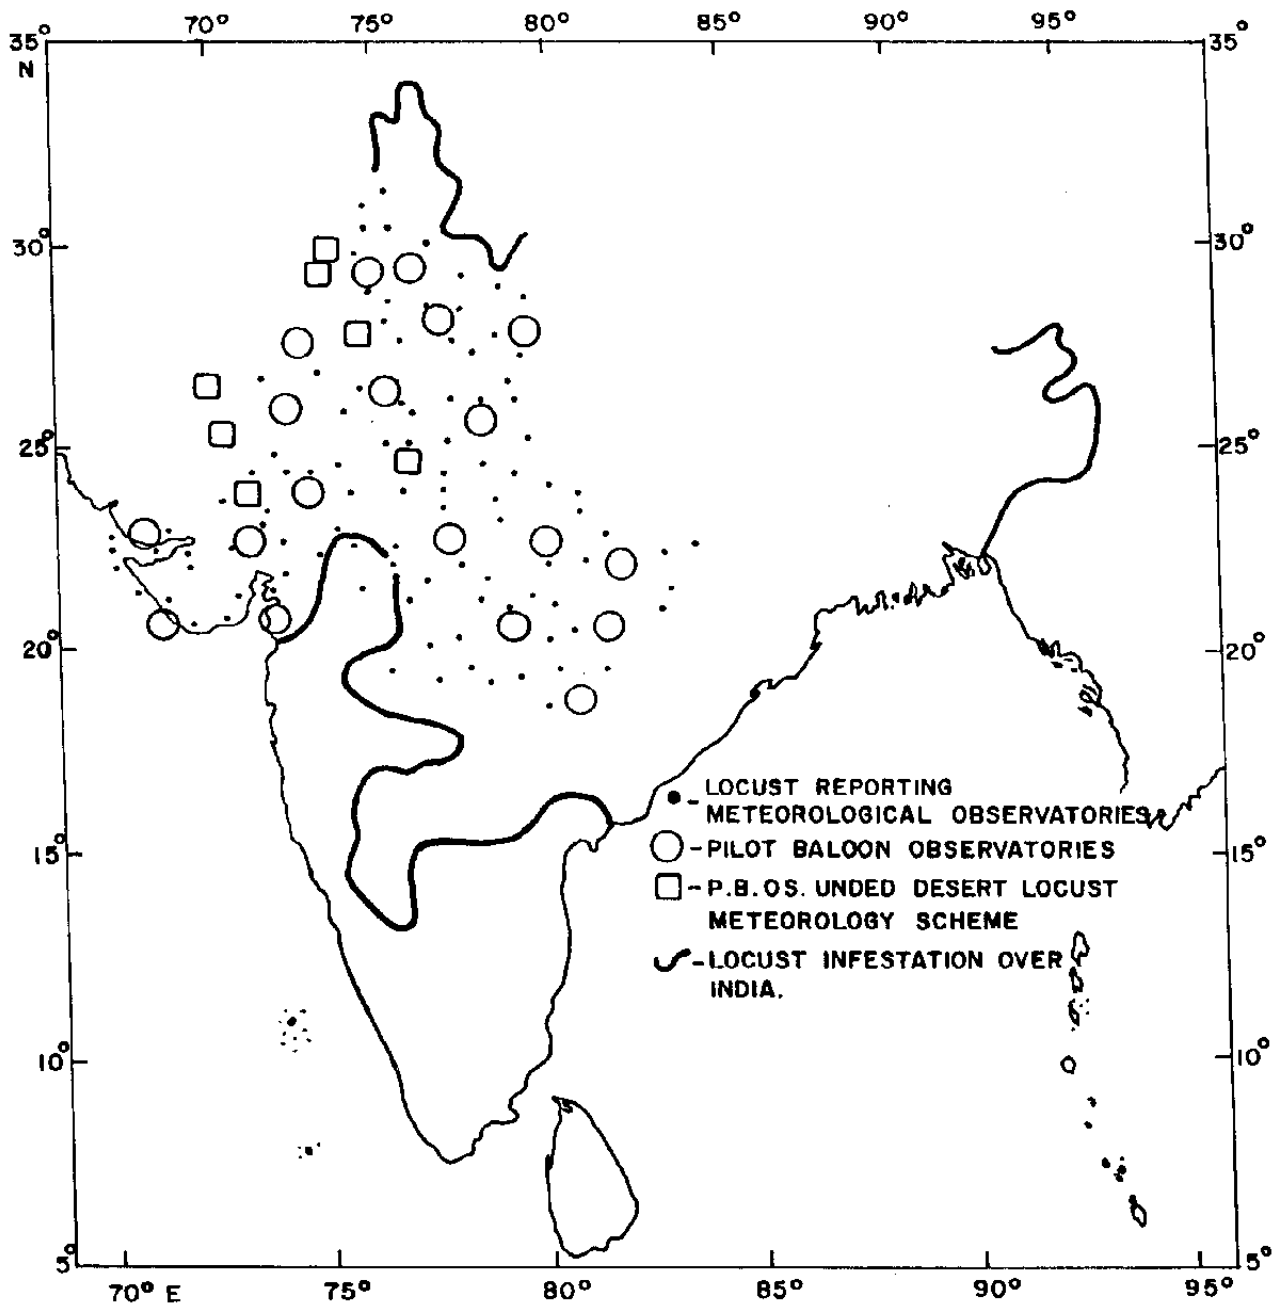 70° 75° 80° 85° 90° 95°
35° 35°
N
30° 30°
25° 25°
20° 20°
LOCUST REPORTING
METEOROLOGICAL OBSERVATORIES
15° 15°
PILOT BALOON OBSERVATORIES
P.B.OS. UNDED DESERT LOCUST
METEOROLOGY SCHEME
LOCUST INFESTATION OVER
INDIA.
10° 10°
5° 5°
70° E 75° 80° 85° 90° 95°